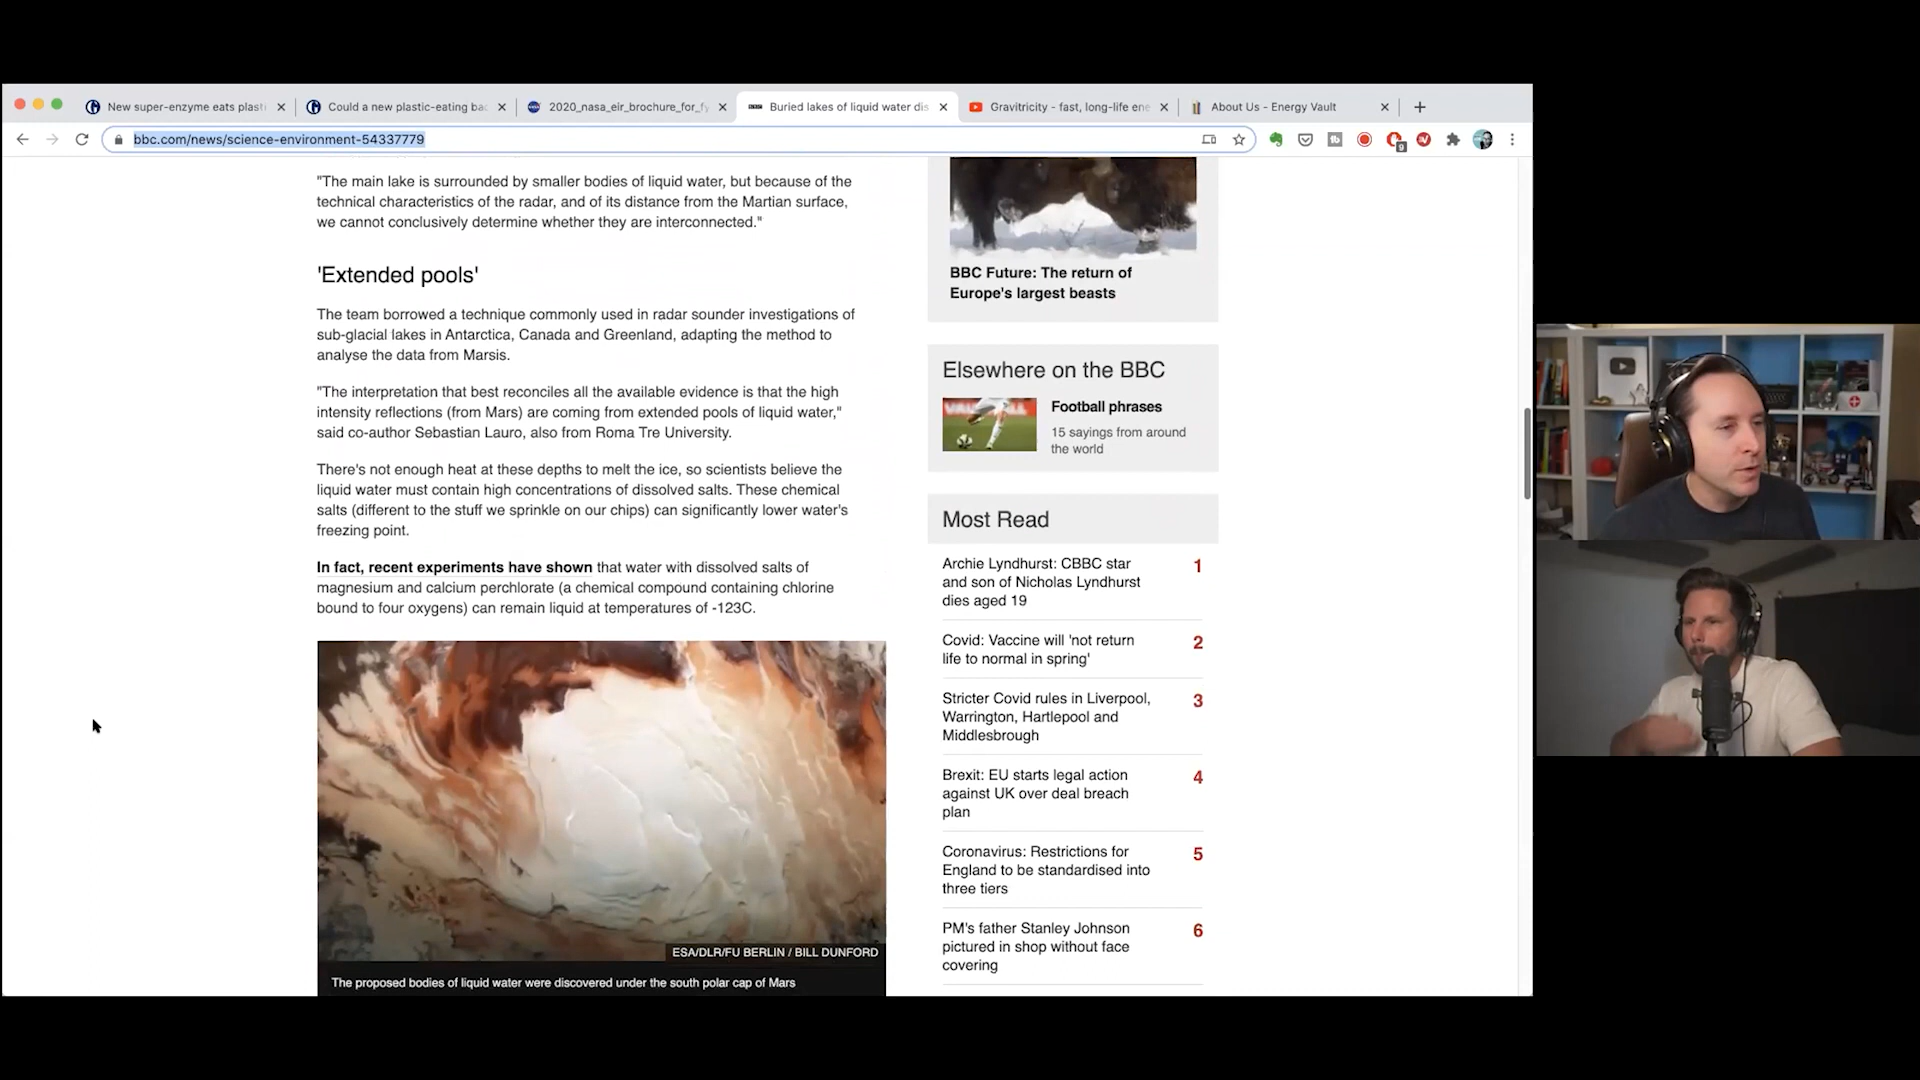 New super-enzyme eats plasti
Could a new plastic-eating bac
2020_nasa_eir_brochure_for_fy
Buried lakes of liquid water dis
Gravitricity - fast, long-life ene
About Us - Energy Vault
bbc.com/news/science-environment-54337779
9
"The main lake is surrounded by smaller bodies of liquid water, but because of the
technical characteristics of the radar, and of its distance from the Martian surface,
we cannot conclusively determine whether they are interconnected."
'Extended pools'
The team borrowed a technique commonly used in radar sounder investigations of
sub-glacial lakes in Antarctica, Canada and Greenland, adapting the method to
analyse the data from Marsis.
"The interpretation that best reconciles all the available evidence is that the high
intensity reflections (from Mars) are coming from extended pools of liquid water,"
said co-author Sebastian Lauro, also from Roma Tre University.
There's not enough heat at these depths to melt the ice, so scientists believe the
liquid water must contain high concentrations of dissolved salts. These chemical
salts (different to the stuff we sprinkle on our chips) can significantly lower water's
freezing point.
In fact, recent experiments have shown that water with dissolved salts of
magnesium and calcium perchlorate (a chemical compound containing chlorine
bound to four oxygens) can remain liquid at temperatures of -123C.
ESA/DLR/FU BERLIN / BILL DUNFORD
The proposed bodies of liquid water were discovered under the south polar cap of Mars
BBC Future: The return of
Europe's largest beasts
Elsewhere on the BBC
Football phrases
15 sayings from around
the world
Most Read
Archie Lyndhurst: CBBC star
and son of Nicholas Lyndhurst
dies aged 19
1
Covid: Vaccine will 'not return
life to normal in spring'
2
Stricter Covid rules in Liverpool,
Warrington, Hartlepool and
Middlesbrough
3
Brexit: EU starts legal action
against UK over deal breach
plan
4
Coronavirus: Restrictions for
England to be standardised into
three tiers
5
PM's father Stanley Johnson
pictured in shop without face
covering
6